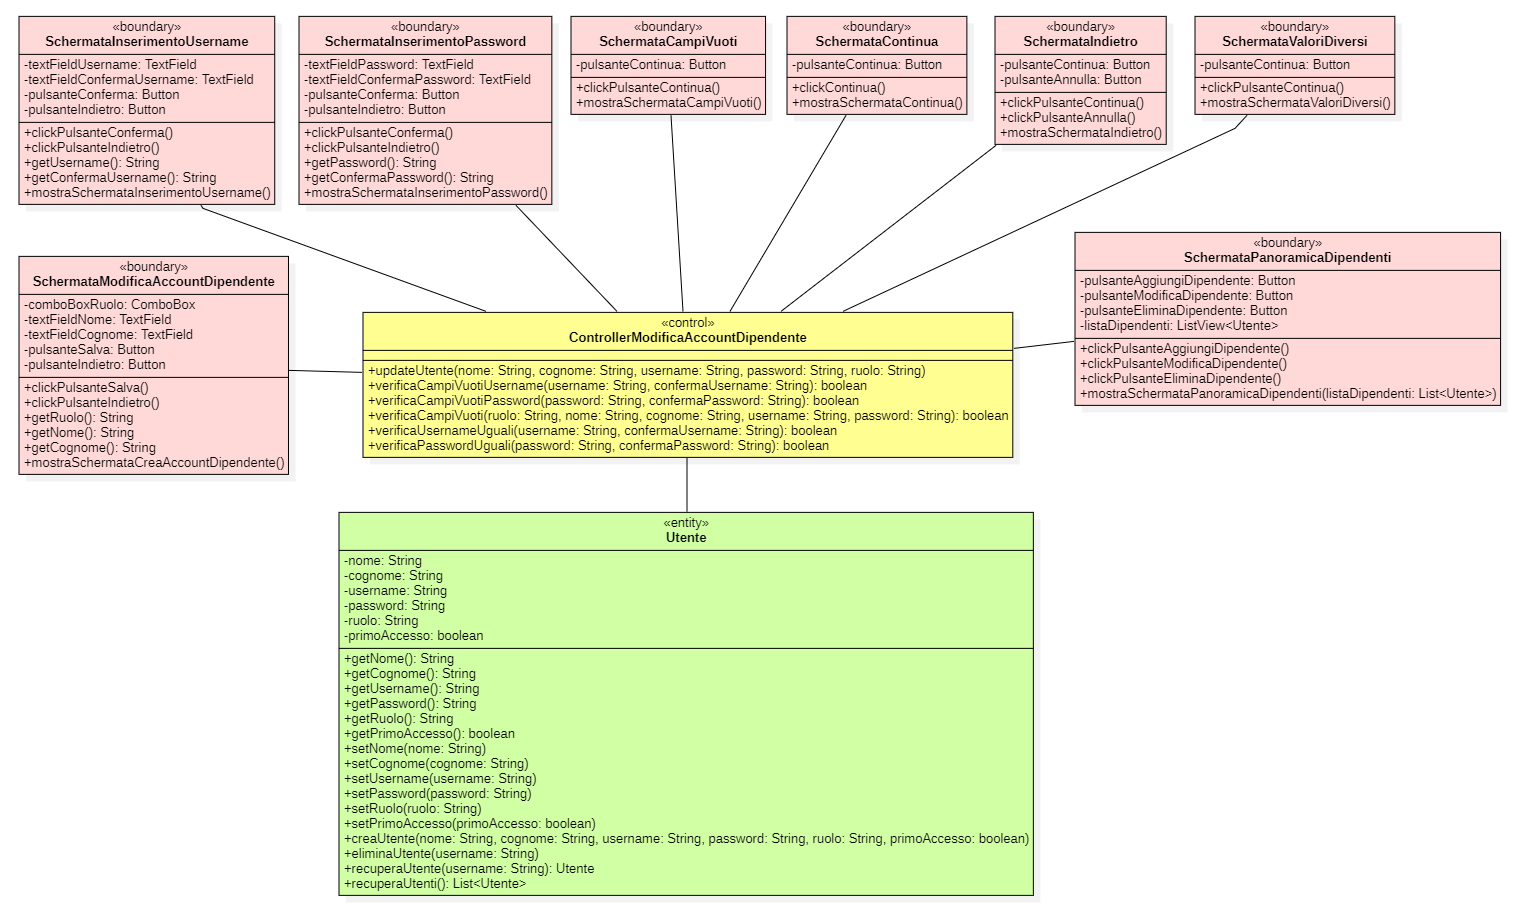 «boundary»
SchermataInserimentoUsername
-textFieldUsername: TextField
-textFieldConfermaUsername: TextField
-pulsanteConferma: Button
-pulsanteIndietro: Button
+clickPulsanteConferma()
+clickPulsanteIndietro()
+getUsername(): String
+getConfermaUsername(): String
+mostraSchermataInserimentoUsername()
«boundary»
SchermataInserimentoPassword
-textFieldPassword: TextField
-textFieldConfermaPassword: TextField
-pulsanteConferma: Button
-pulsanteIndietro: Button
+clickPulsanteConferma()
+clickPulsanteIndietro()
+getPassword(): String
+getConfermaPassword(): String
+mostraSchermataInserimentoPassword()
«boundary»
SchermataCampiVuoti
-pulsanteContinua: Button
+clickPulsanteContinua()
+mostraSchermataCampiVuoti()
«boundary»
SchermataContinua
-pulsanteContinua: Button
+clickContinua()
+mostraSchermataContinua()
«boundary»
SchermataIndietro
-pulsanteContinua: Button
-pulsanteAnnulla: Button
+clickPulsanteContinua()
+clickPulsanteAnnulla()
+mostraSchermataIndietro()
«boundary»
SchermataValoriDiversi
-pulsanteContinua: Button
+clickPulsanteContinua()
+mostraSchermataValoriDiversi()
«boundary»
SchermataModificaAccountDipendente
-comboBoxRuolo: ComboBox
-textFieldNome: TextField
-textFieldCognome: TextField
-pulsanteSalva: Button
-pulsanteIndietro: Button
+clickPulsanteSalva()
+clickPulsanteIndietro()
+getRuolo(): String
+getNome(): String
+getCognome(): String
+mostraSchermataCreaAccountDipendente()
«control»
ControllerModificaAccountDipendente
+updateUtente(nome: String, cognome: String, username: String, password: String, ruolo: String)
+verificaCampiVuotiUsername(username: String, confermaUsername: String): boolean
+verificaCampiVuotiPassword(password: String, confermaPassword: String): boolean
+verificaCampiVuoti(ruolo: String, nome: String, cognome: String, username: String, password: String): boolean
+verificaUsernameUguali(username: String, confermaUsername: String): boolean
+verificaPasswordUguali(password: String, confermaPassword: String): boolean
«boundary»
SchermataPanoramicaDipendenti
-pulsanteAggiungiDipendente: Button
-pulsanteModificaDipendente: Button
-pulsanteEliminaDipendente: Button
-listaDipendenti: ListView<Utente>
+clickPulsanteAggiungiDipendente()
+clickPulsanteModificaDipendente()
+clickPulsanteEliminaDipendente()
+mostraSchermataPanoramicaDipendenti(listaDipendenti: List<Utente>)
«entity»
Utente
-nome: String
-cognome: String
-username: String
-password: String
-ruolo: String
-primoAccesso: boolean
+getNome(): String
+getCognome(): String
+getUsername(): String
+getPassword(): String
+getRuolo(): String
+getPrimoAccesso(): boolean
+setNome(nome: String)
+setCognome(cognome: String)
+setUsername(username: String)
+setPassword(password: String)
+setRuolo(ruolo: String)
+setPrimoAccesso(primoAccesso: boolean)
+creaUtente(nome: String, cognome: String, username: String, password: String, ruolo: String, primoAccesso: boolean)
+eliminaUtente(username: String)
+recuperaUtente(username: String): Utente
+recuperaUtenti(): List<Utente>